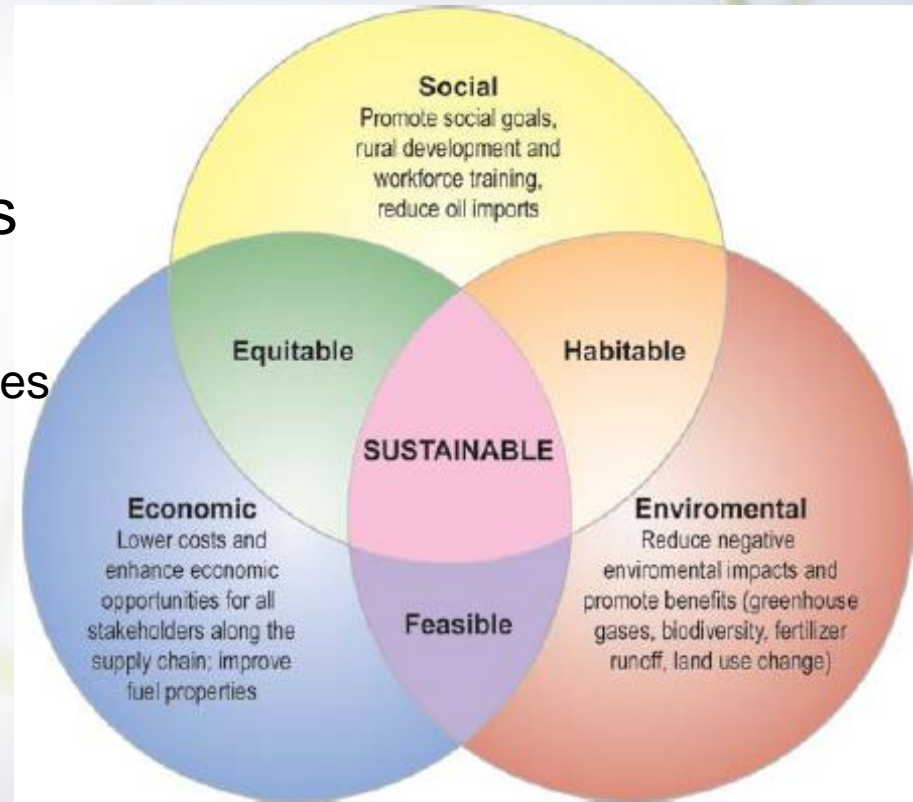 s
es
Social
Promote social goals,
rural development and
workforce training,
reduce oil imports
Equitable
Habitable
SUSTAINABLE
Economic
Lower costs and
enhance economic
opportunities for all
stakeholders along the
supply chain; improve
fuel properties
Enviromental
Reduce negative
enviromental impacts and
promote benefits (greenhouse
gases, biodiversity, fertilizer
runoff, land use change)
Feasible